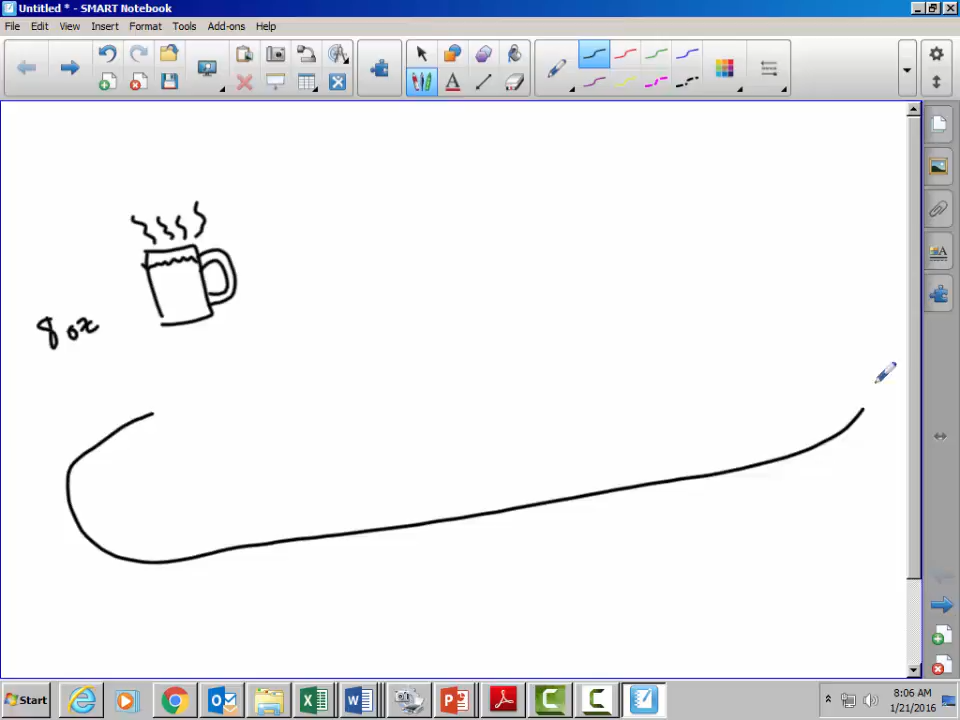 Untitled * - SMART Notebook
File Edit View Insert Format Tools Add-ons Help
8 oz
Start
8:06 AM
1/21/2016